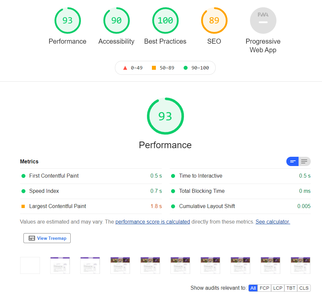 93 90 100 89
Performance Accessibility Best Practices SEO Progressive Web App
0–49 50–89 90–100
93
Performance
Metrics
First Contentful Paint 0.5 s
Time to Interactive 0.5 s
Speed Index 0.7 s
Total Blocking Time 0 ms
Largest Contentful Paint 1.8 s
Cumulative Layout Shift 0.005
Values are estimated and may vary. The performance score is calculated directly from these metrics. See calculator.
View Treemap
Show audits relevant to: All FCP LCP TBT CLS